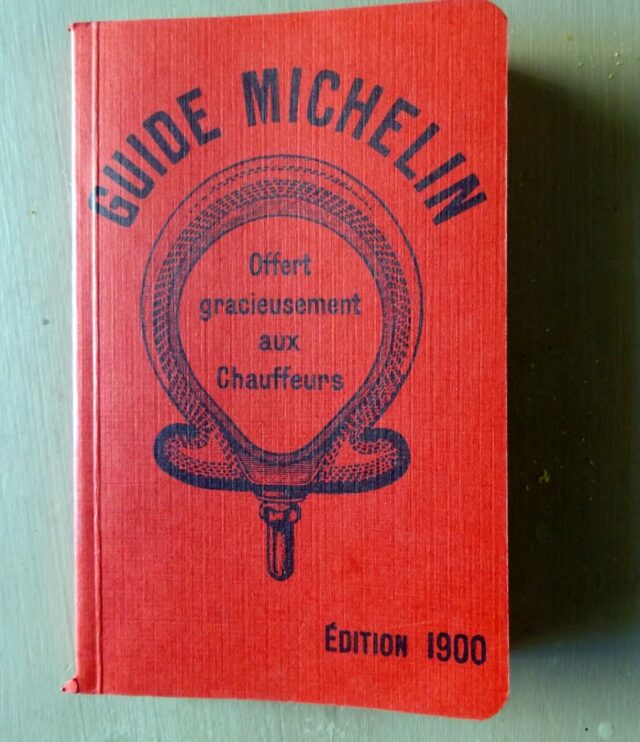 GUIDE MICHELIN
Offert
gracieusement
aux
Chauffeurs
ÉDITION 1900